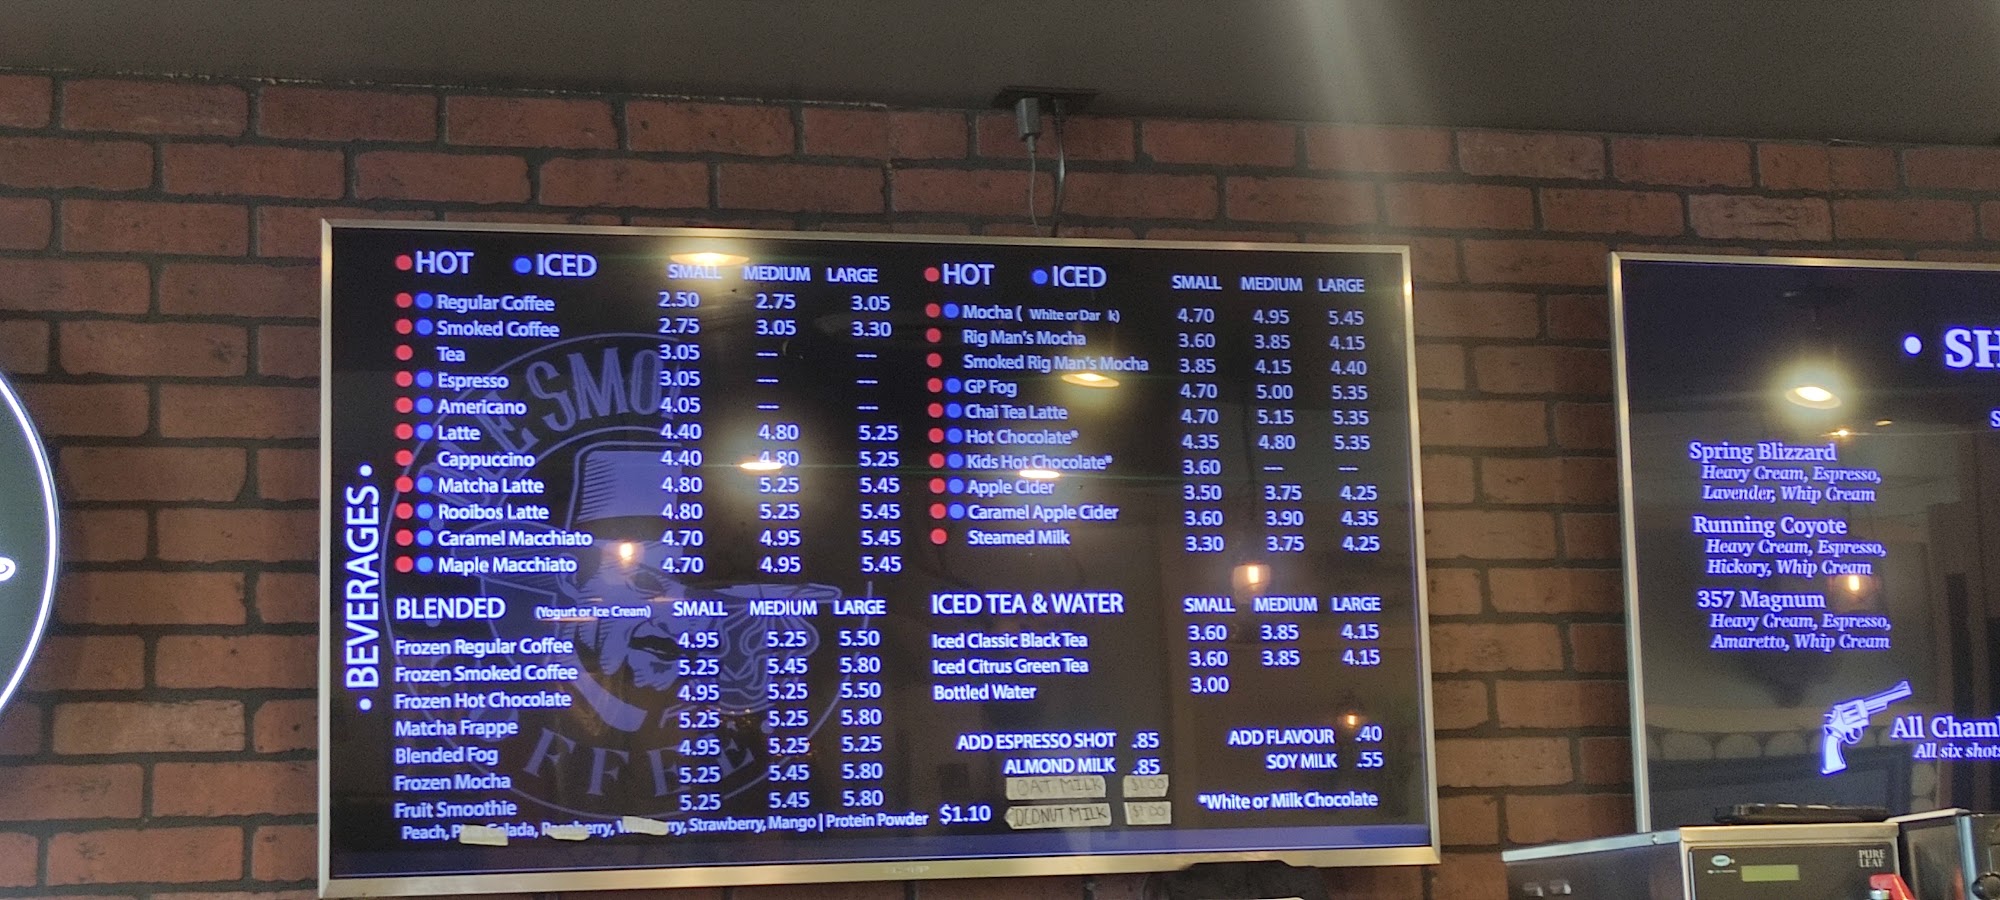 • BEVERAGES •
HOT ICED SMALL MEDIUM LARGE
Regular Coffee 2.50 2.75 3.05
Smoked Coffee 2.75 3.05 3.30
Tea 3.05 --- ---
Espresso 3.05 --- ---
Americano 4.05 --- ---
Latte 4.40 4.80 5.25
Cappuccino 4.40 4.80 5.25
Matcha Latte 4.80 5.25 5.45
Rooibos Latte 4.80 5.25 5.45
Caramel Macchiato 4.70 4.95 5.45
Maple Macchiato 4.70 4.95 5.45
BLENDED (Yogurt or Ice Cream) SMALL MEDIUM LARGE
Frozen Regular Coffee 4.95 5.25 5.50
Frozen Smoked Coffee 5.25 5.45 5.80
Frozen Hot Chocolate 4.95 5.25 5.50
Matcha Frappe 5.25 5.25 5.80
Blended Fog 4.95 5.25 5.25
Frozen Mocha 5.25 5.45 5.80
Fruit Smoothie 5.25 5.45 5.80
Peach, Strawberry, Mango | Protein Powder $1.10
HOT ICED SMALL MEDIUM LARGE
Mocha ( White or Dar k) 4.70 4.95 5.45
Rig Man's Mocha 3.60 3.85 4.15
Smoked Rig Man's Mocha 3.85 4.15 4.40
GP Fog 4.70 5.00 5.35
Chai Tea Latte 4.70 5.15 5.35
Hot Chocolate* 4.35 4.80 5.35
Kids Hot Chocolate* 3.60 --- ---
Apple Cider 3.50 3.75 4.25
Caramel Apple Cider 3.60 3.90 4.35
Steamed Milk 3.30 3.75 4.25
ICED TEA & WATER SMALL MEDIUM LARGE
Iced Classic Black Tea 3.60 3.85 4.15
Iced Citrus Green Tea 3.60 3.85 4.15
Bottled Water 3.00
ADD ESPRESSO SHOT .85
ALMOND MILK .85
OAT MILK $1.00
COCONUT MILK $1.00
ADD FLAVOUR .40
SOY MILK .55
*White or Milk Chocolate
• SH
Spring Blizzard
Heavy Cream, Espresso,
Lavender, Whip Cream
Running Coyote
Heavy Cream, Espresso,
Hickory, Whip Cream
357 Magnum
Heavy Cream, Espresso,
Amaretto, Whip Cream
All Chamb
All six shots
PURE
LEAF